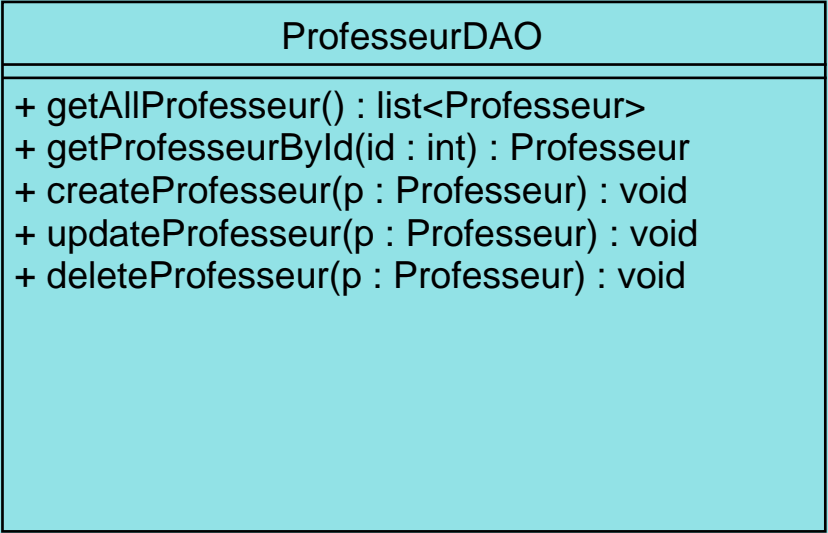 ProfesseurDAO
+ getAllProfesseur() : list<Professeur>
+ getProfesseurById(id : int) : Professeur
+ createProfesseur(p : Professeur) : void
+ updateProfesseur(p : Professeur) : void
+ deleteProfesseur(p : Professeur) : void